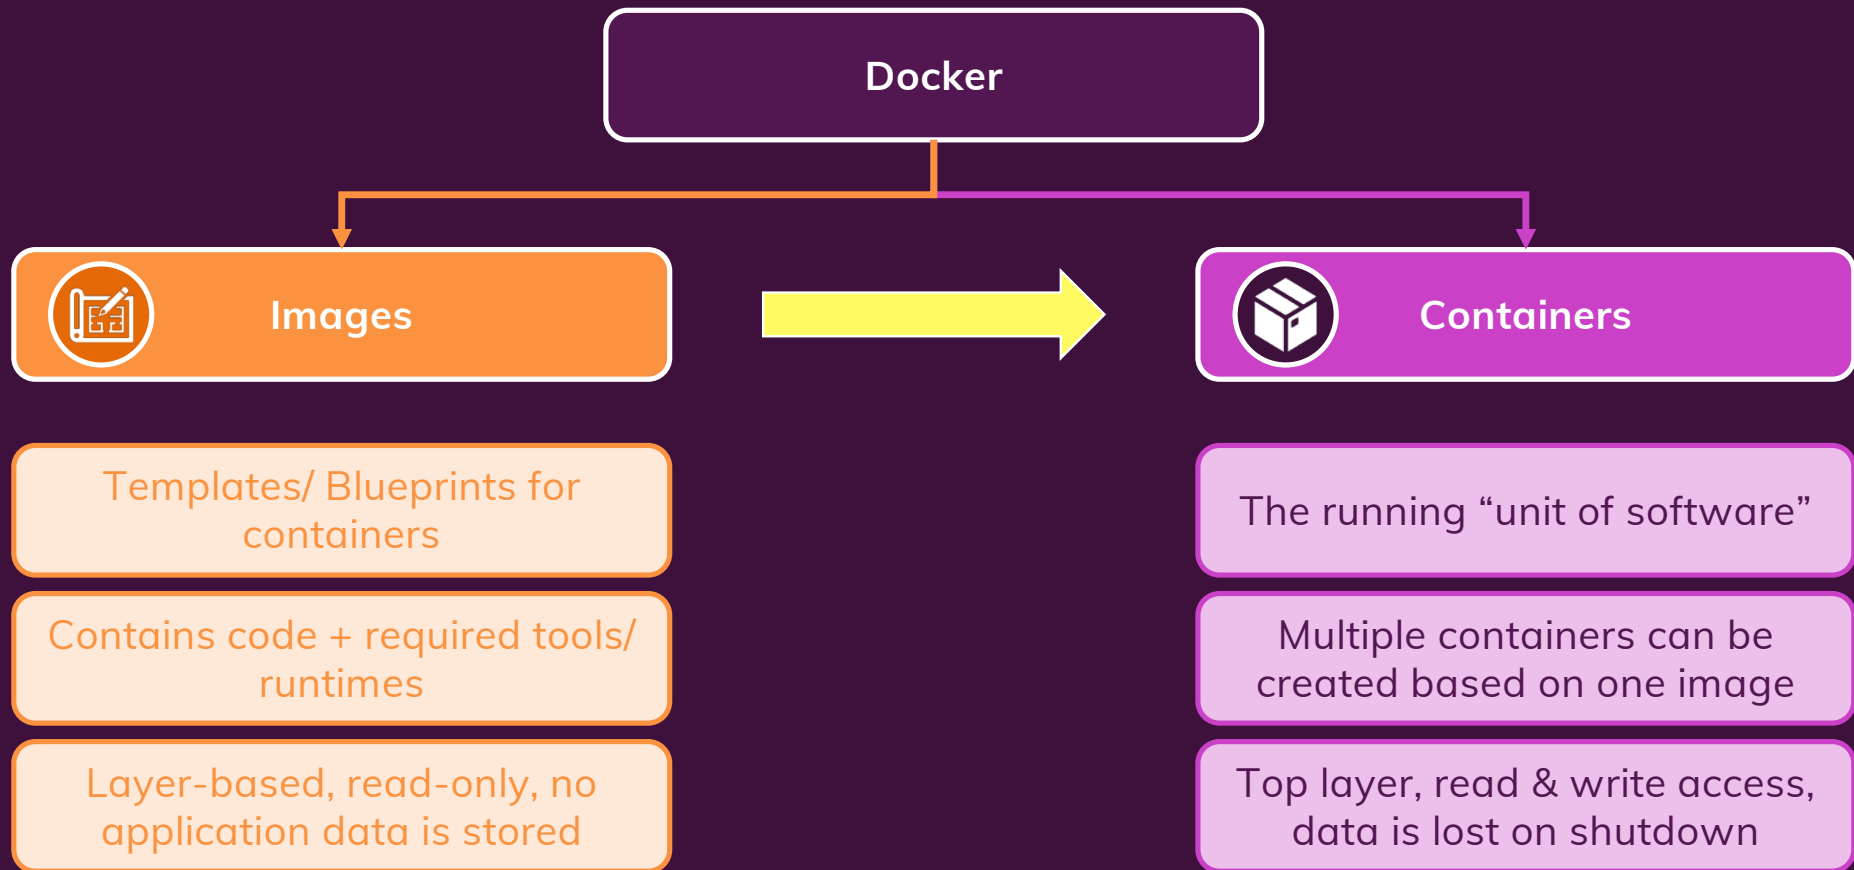 Docker
Images
Containers
Templates/ Blueprints for
containers
The running “unit of software”
Contains code + required tools/
runtimes
Multiple containers can be
created based on one image
Layer-based, read-only, no
application data is stored
Top layer, read & write access,
data is lost on shutdown